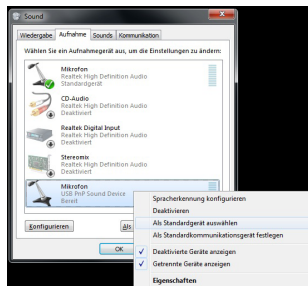 Sound
Wiedergabe Aufnahme Sounds Kommunikation
Wählen Sie ein Aufnahmegerät aus, um die Einstellungen zu ändern:
Mikrofon
Realtek High Definition Audio
Standardgerät
CD-Audio
Realtek High Definition Audio
Deaktiviert
Realtek Digital Input
Realtek High Definition Audio
Deaktiviert
Stereomix
Realtek High Definition Audio
Deaktiviert
Mikrofon
USB PnP Sound Device
Bereit
Konfigurieren
Als
OK
Spracherkennung konfigurieren
Deaktivieren
Als Standardgerät auswählen
Als Standardkommunikationsgerät festlegen
Deaktivierte Geräte anzeigen
Getrennte Geräte anzeigen
Eigenschaften